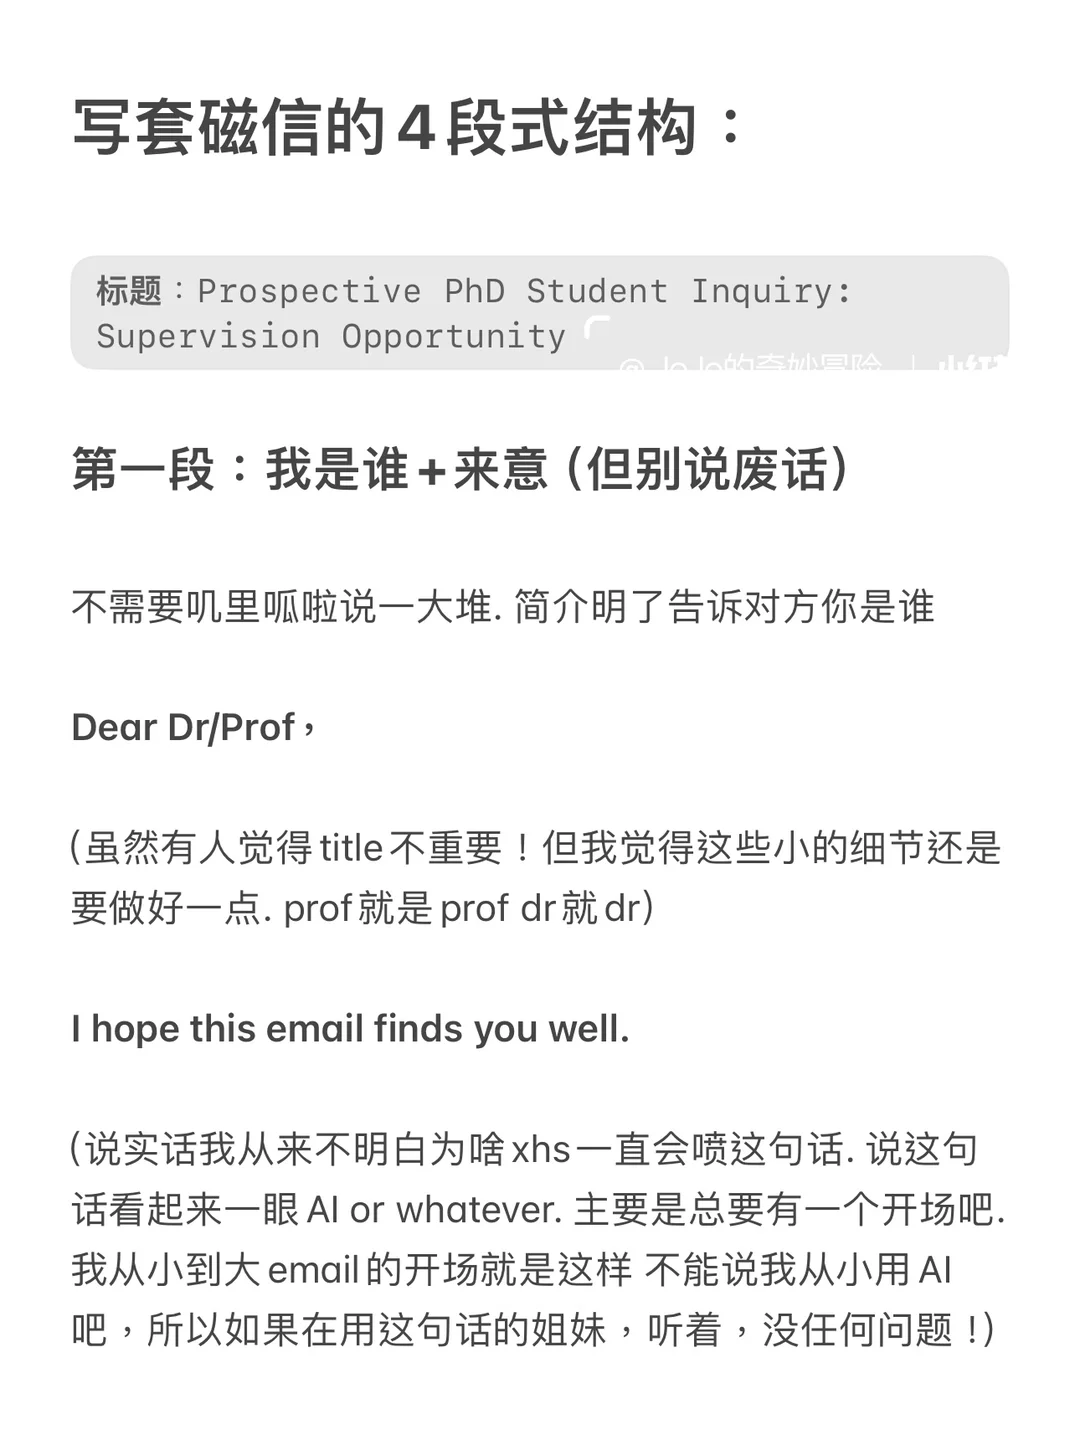 写套磁信的4段式结构：
标题：Prospective PhD Student Inquiry:
Supervision Opportunity
@JoJo的奇妙冒险
第一段：我是谁+来意（但别说废话）
不需要叽里呱啦说一大堆. 简介明了告诉对方你是谁
Dear Dr/Prof，
（虽然有人觉得title不重要！但我觉得这些小的细节还是
要做好一点. prof就是prof dr就dr）
I hope this email finds you well.
（说实话我从来不明白为啥xhs一直会喷这句话. 说这句
话看起来一眼AI or whatever. 主要是总要有一个开场吧.
我从小到大email的开场就是这样 不能说我从小用AI
吧，所以如果在用这句话的姐妹，听着，没任何问题！）